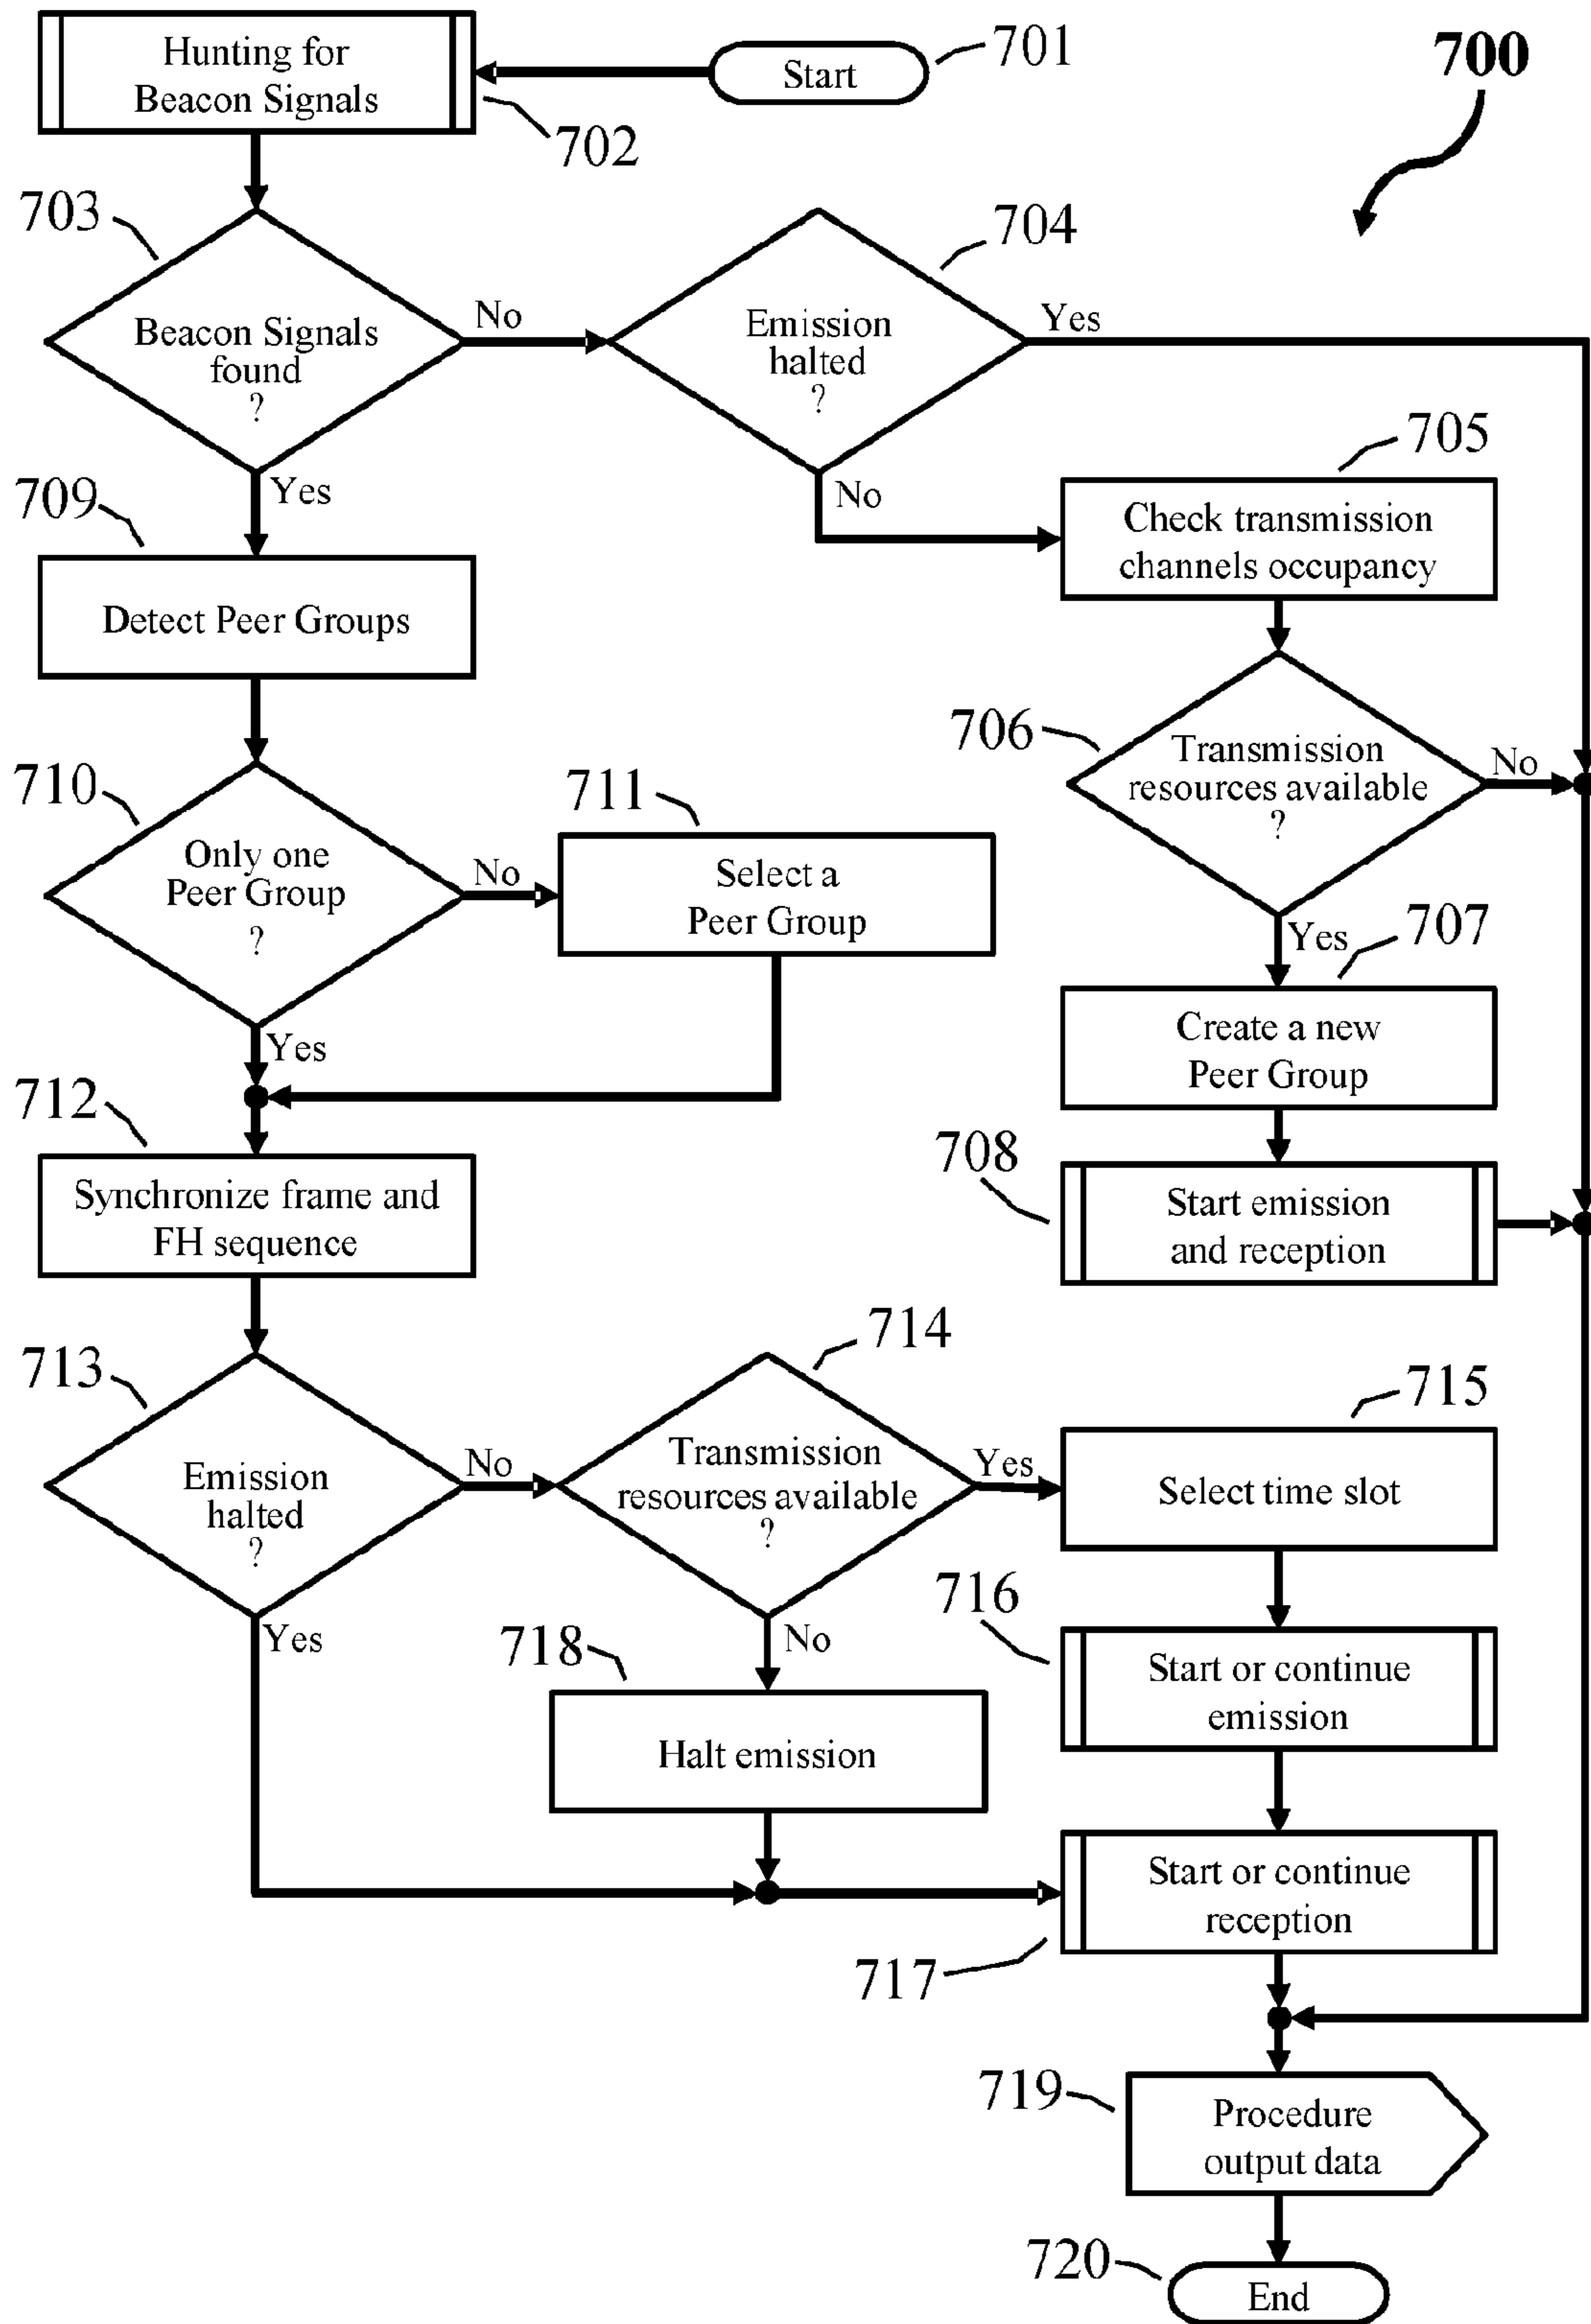 Hunting for
Beacon Signals
Start
701
700
702
703
704
Beacon Signals
found
?
No
Emission
halted
?
Yes
Yes
No
705
Check transmission
channels occupancy
709
Detect Peer Groups
706
Transmission
resources available
?
No
710
Only one
Peer Group
?
No
711
Select a
Peer Group
Yes
Yes
707
Create a new
Peer Group
712
Synchronize frame and
FH sequence
708
Start emission
and reception
713
Emission
halted
?
No
714
Transmission
resources available
?
Yes
715
Select time slot
Yes
No
716
Start or continue
emission
718
Halt emission
Start or continue
reception
717
719
Procedure
output data
720
End